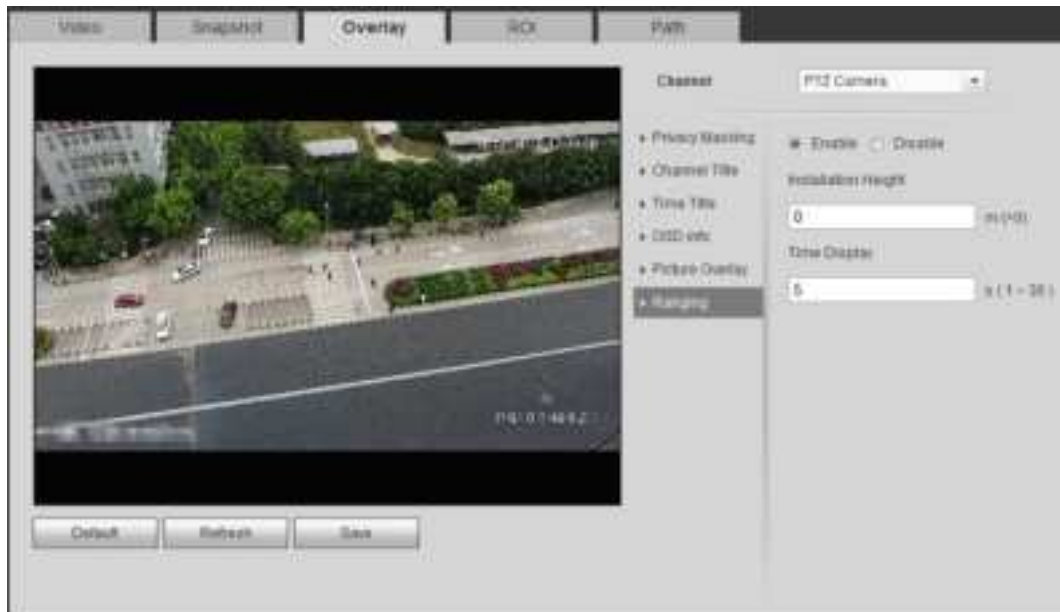 Video Snapshot Overlay ROI Path
Channel PTZ Camera
Privacy Masking
Channel Title
Time Title
OSD Info
Picture Overlay
Ranging
Enable Disable
Installation Height
0 m(>0)
Time Display
5
Default Refresh Save